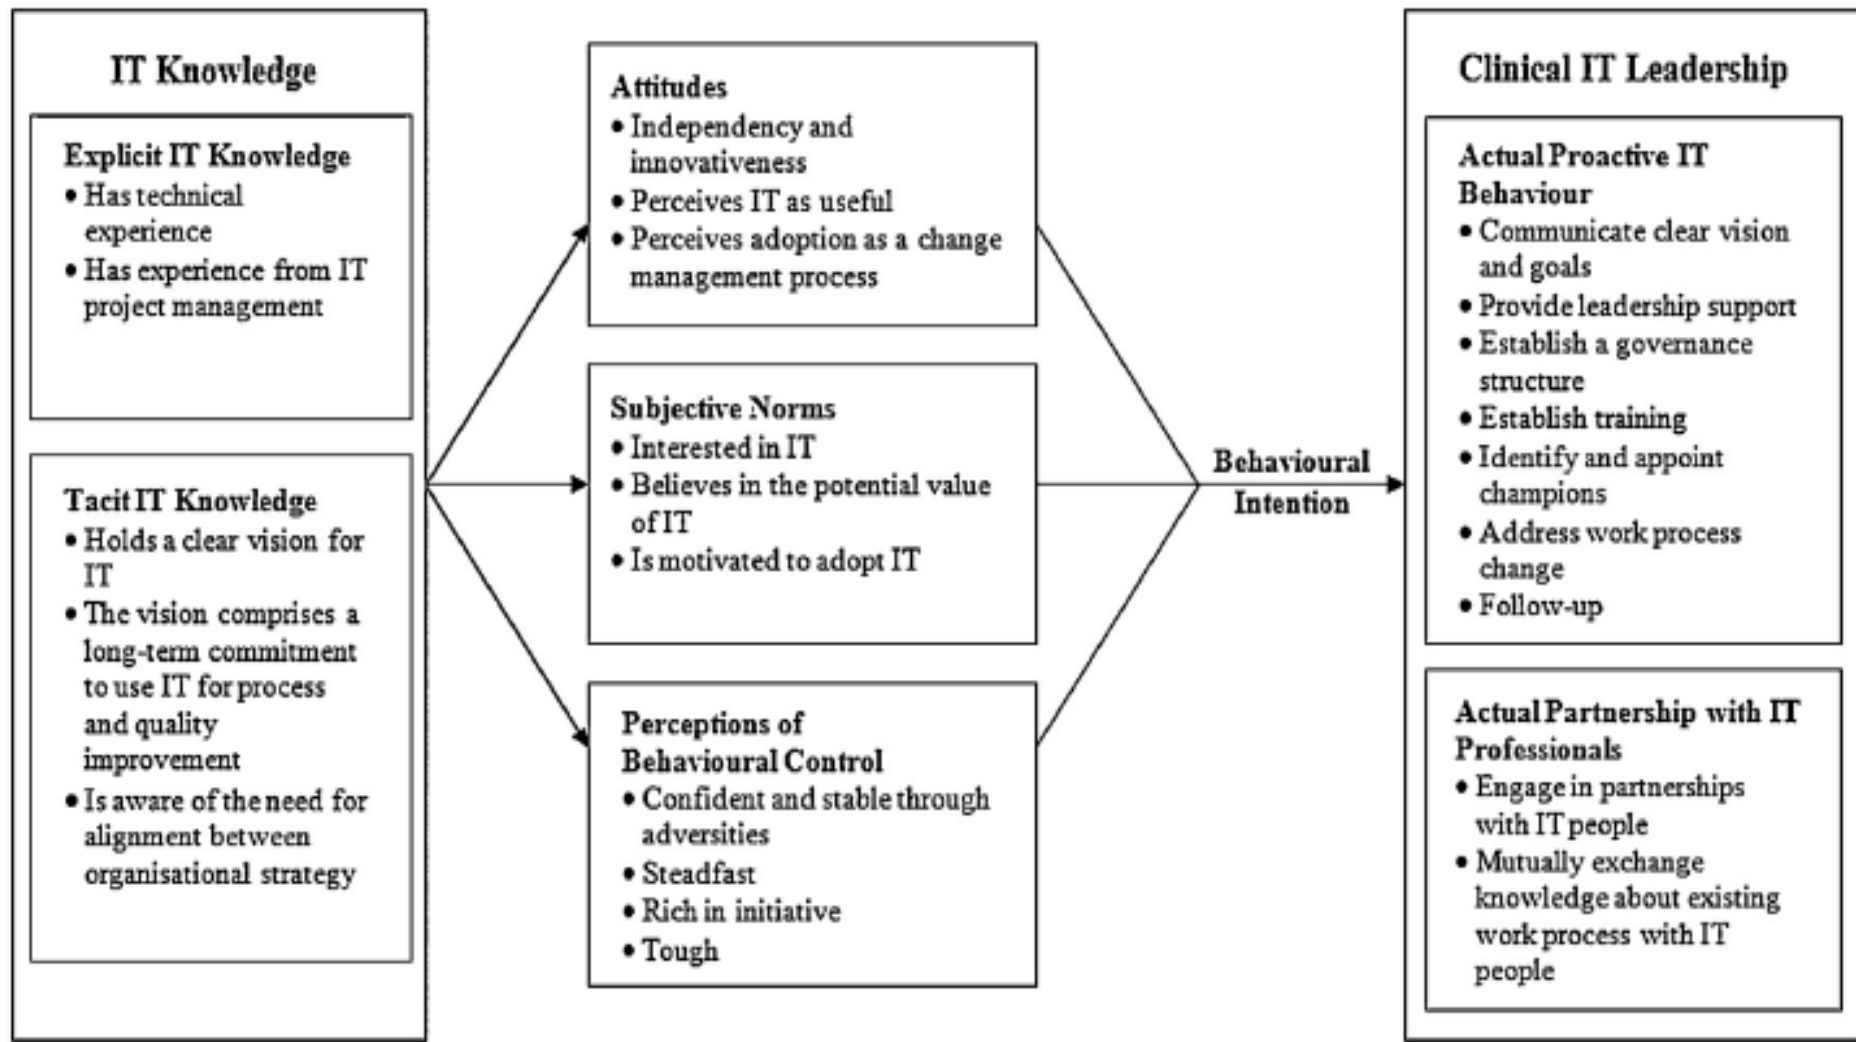 IT Knowledge
Explicit IT Knowledge
• Has technical
experience
• Has experience from IT
project management
Tacit IT Knowledge
• Holds a clear vision for
IT
• The vision comprises a
long-term commitment
to use IT for process
and quality
improvement
• Is aware of the need for
alignment between
organisational strategy
Attitudes
• Independency and
innovativeness
• Perceives IT as useful
• Perceives adoption as a change
management process
Subjective Norms
• Interested in IT
• Believes in the potential value
of IT
• Is motivated to adopt IT
Perceptions of
Behavioural Control
• Confident and stable through
adversities
• Steadfast
• Rich in initiative
• Tough
Behavioural
Intention
Clinical IT Leadership
Actual Proactive IT
Behaviour
• Communicate clear vision
and goals
• Provide leadership support
• Establish a governance
structure
• Establish training
• Identify and appoint
champions
• Address work process
change
• Follow-up
Actual Partnership with IT
Professionals
• Engage in partnerships
with IT people
• Mutually exchange
knowledge about existing
work process with IT
people